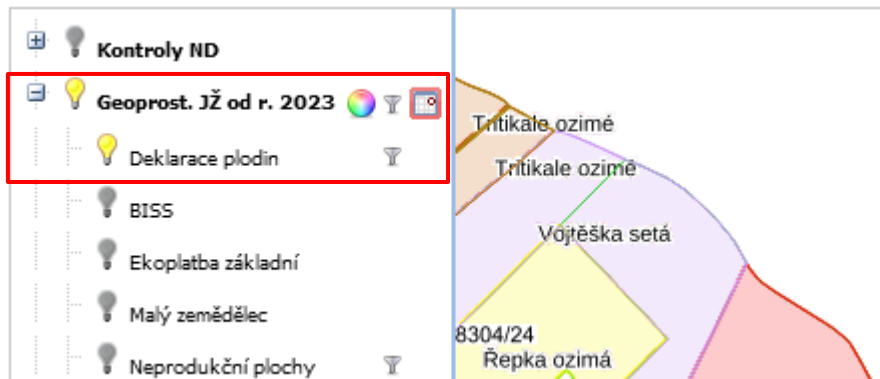 Kontroly ND
Geoprost. JŽ od r. 2023
Deklarace plodin
BISS
Ekoplatba základní
Malý zemědělec
Neprodukční plochy
Tritikale ozimé
Tritikale ozimé
Vojtěška setá
8304/24
Řepka ozimá